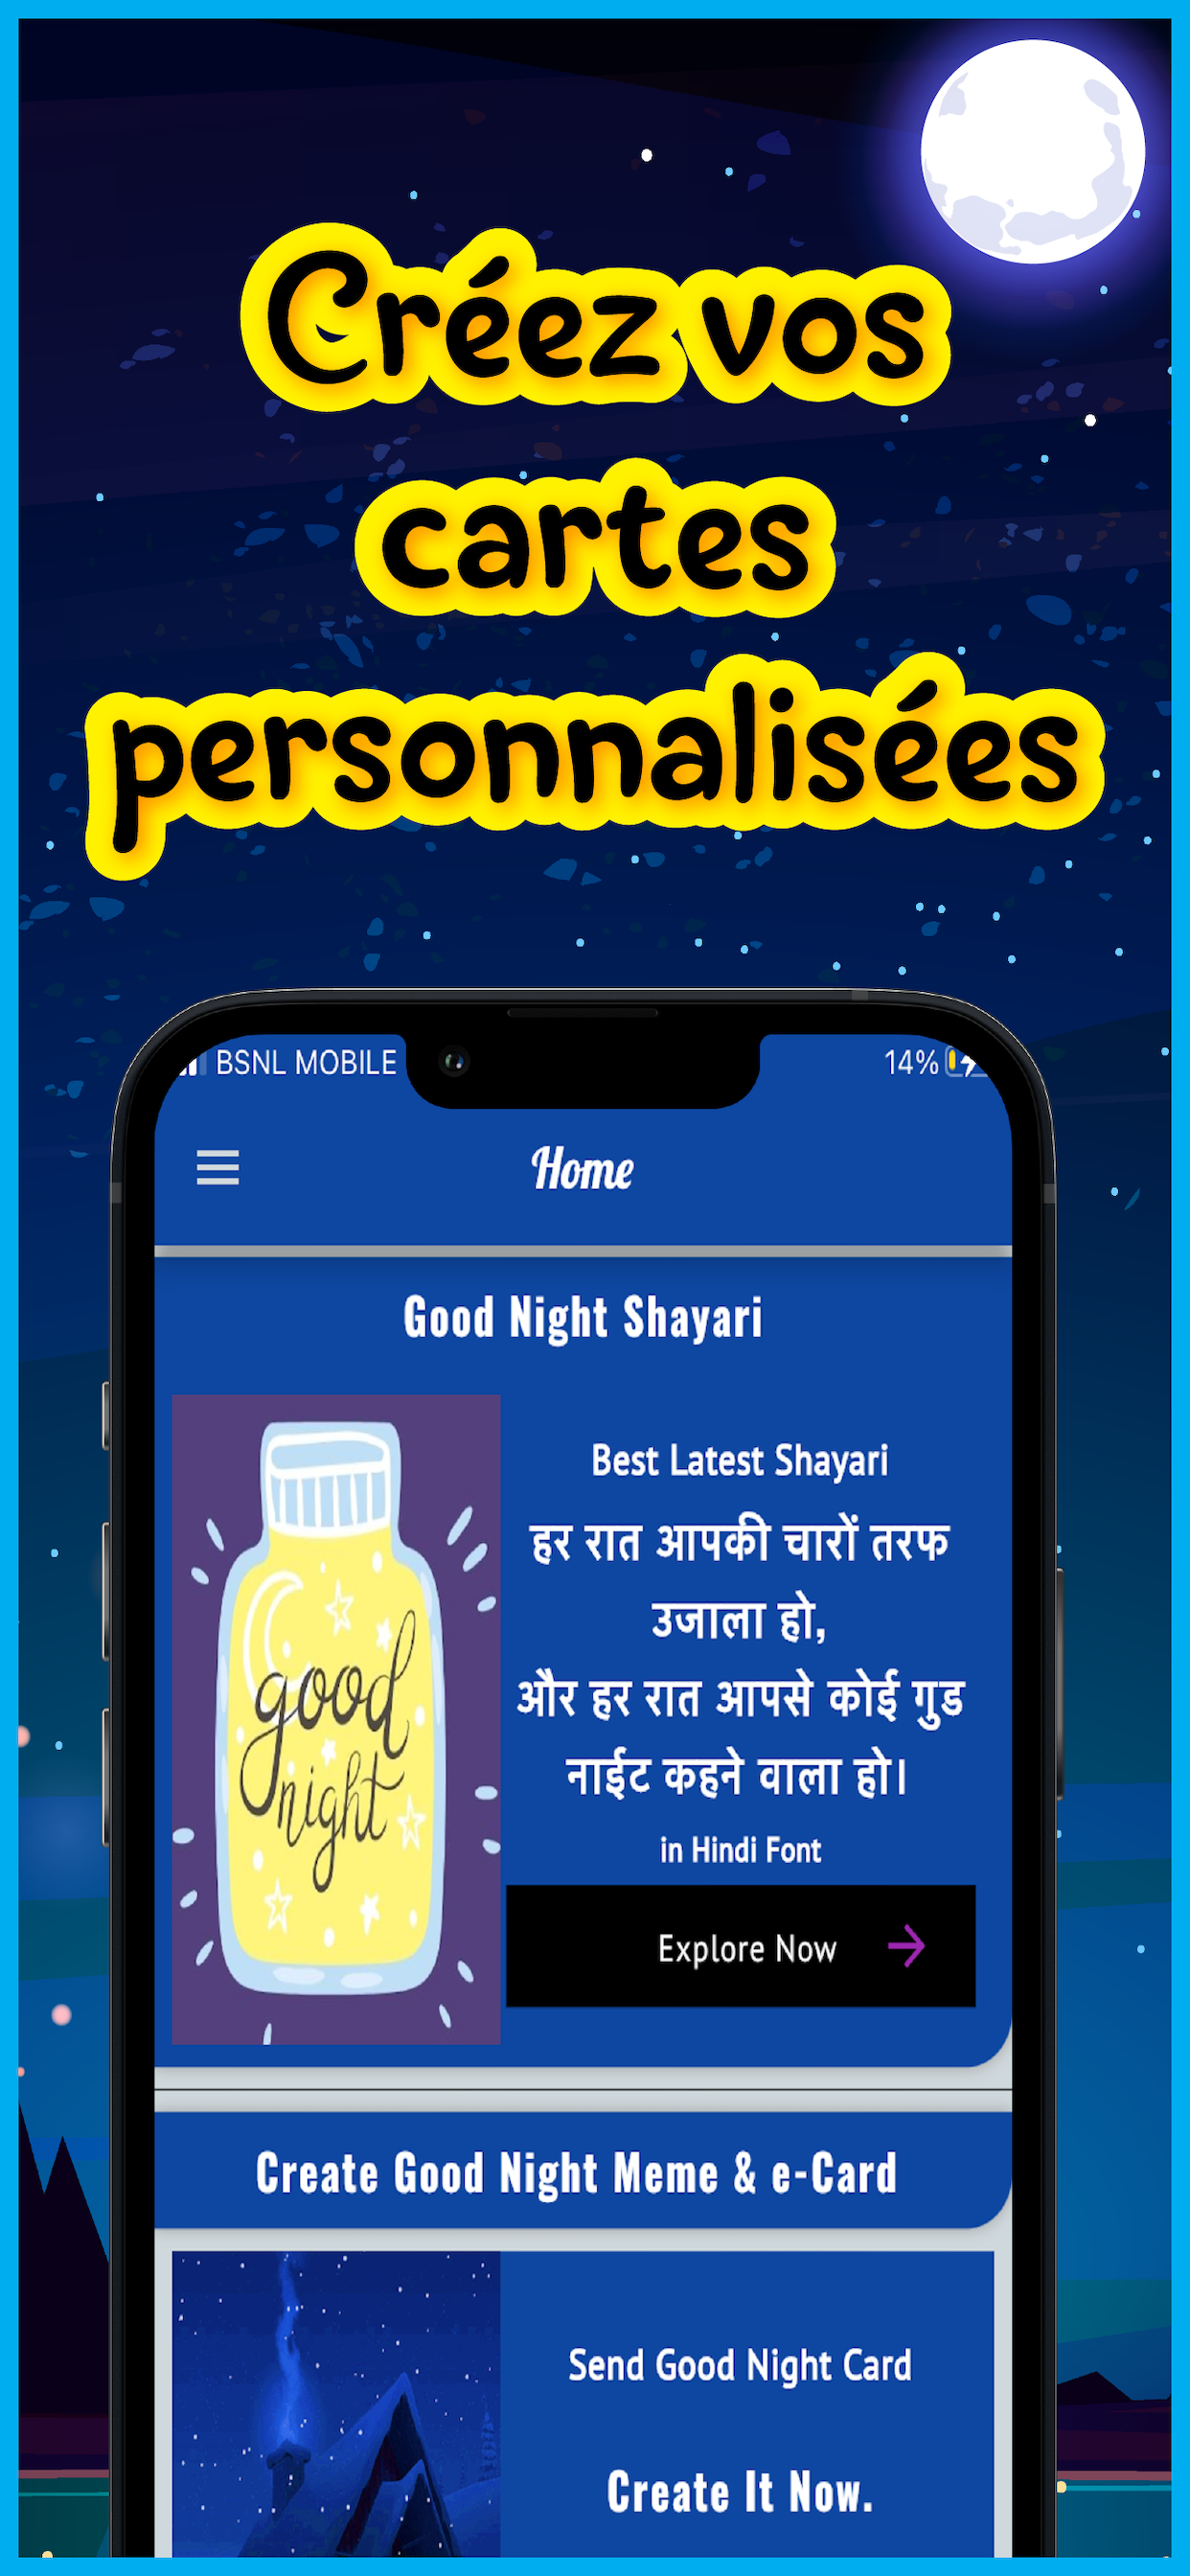 Créez vos
cartes
personnalisées
BSNL MOBILE
14%
Home
Good Night Shayari
good
night
Best Latest Shayari
हर रात आपकी चारों तरफ
उजाला हो,
और हर रात आपसे कोई गुड
नाईट कहने वाला हो।
in Hindi Font
Explore Now
Create Good Night Meme & e-Card
Send Good Night Card
Create It Now.